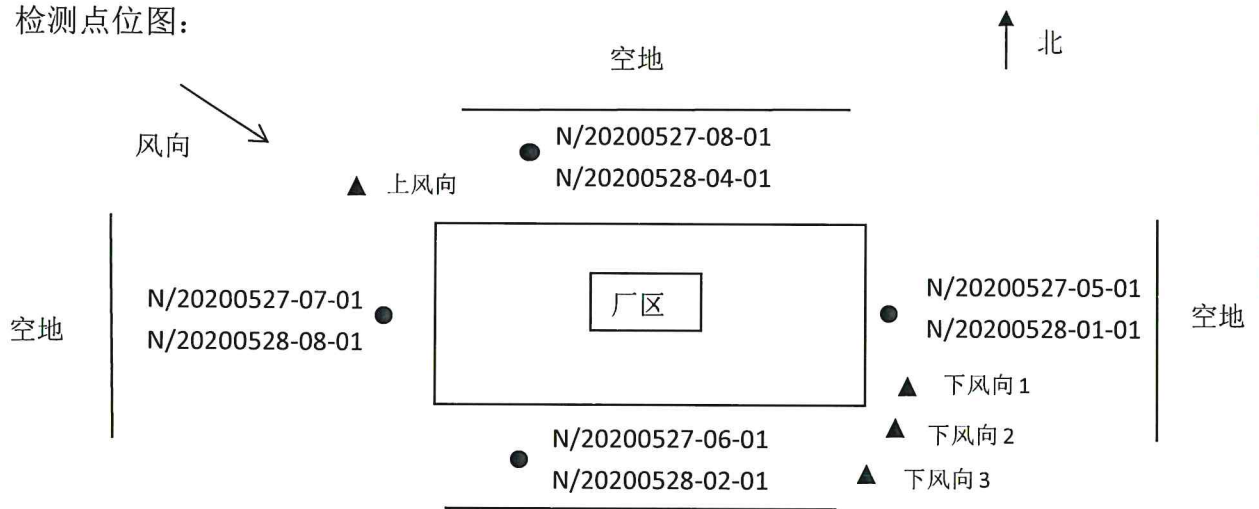 检测点位图：
北
空地
风向
N/20200527-08-01
N/20200528-04-01
上风向
N/20200527-07-01
N/20200528-08-01
空地
厂区
N/20200527-05-01
N/20200528-01-01
空地
下风向1
下风向2
下风向3
N/20200527-06-01
N/20200528-02-01